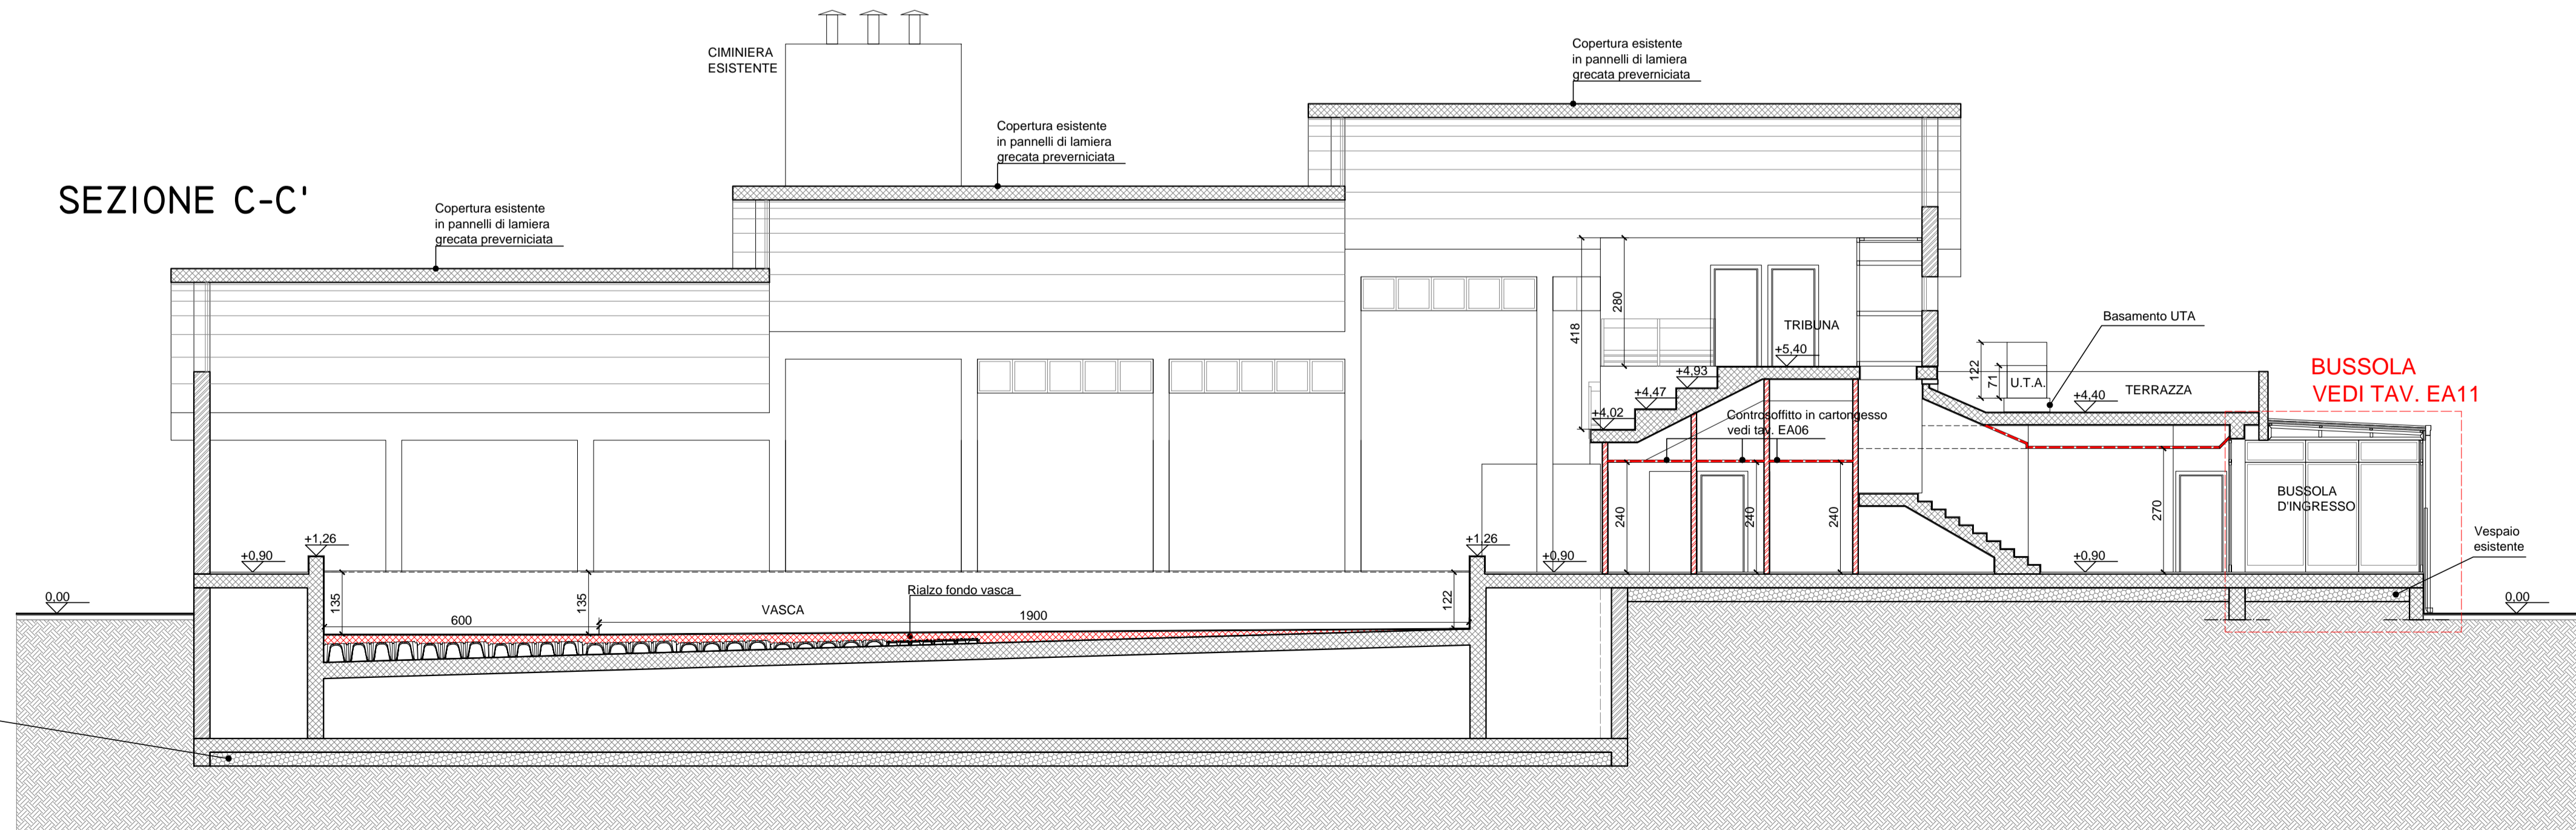 CIMINIERA
ESISTENTE
Copertura esistente
in pannelli di lamiera
grecata preverniciata
Copertura esistente
in pannelli di lamiera
grecata preverniciata
SEZIONE C-C'
Copertura esistente
in pannelli di lamiera
grecata preverniciata
280
418
TRIBUNA
+5,40
+4,93
+4,47
+4,02
Controsoffitto in cartongesso
vedi tav. EA06
Basamento UTA
122
71
U.T.A.
TERRAZZA
+4,40
BUSSOLA
VEDI TAV. EA11
BUSSOLA
D'INGRESSO
240
240
240
270
Vespaio
esistente
+0,90
+1,26
+1,26
+0,90
+0,90
0,00
0,00
135
135
122
600
VASCA
Rialzo fondo vasca
1900